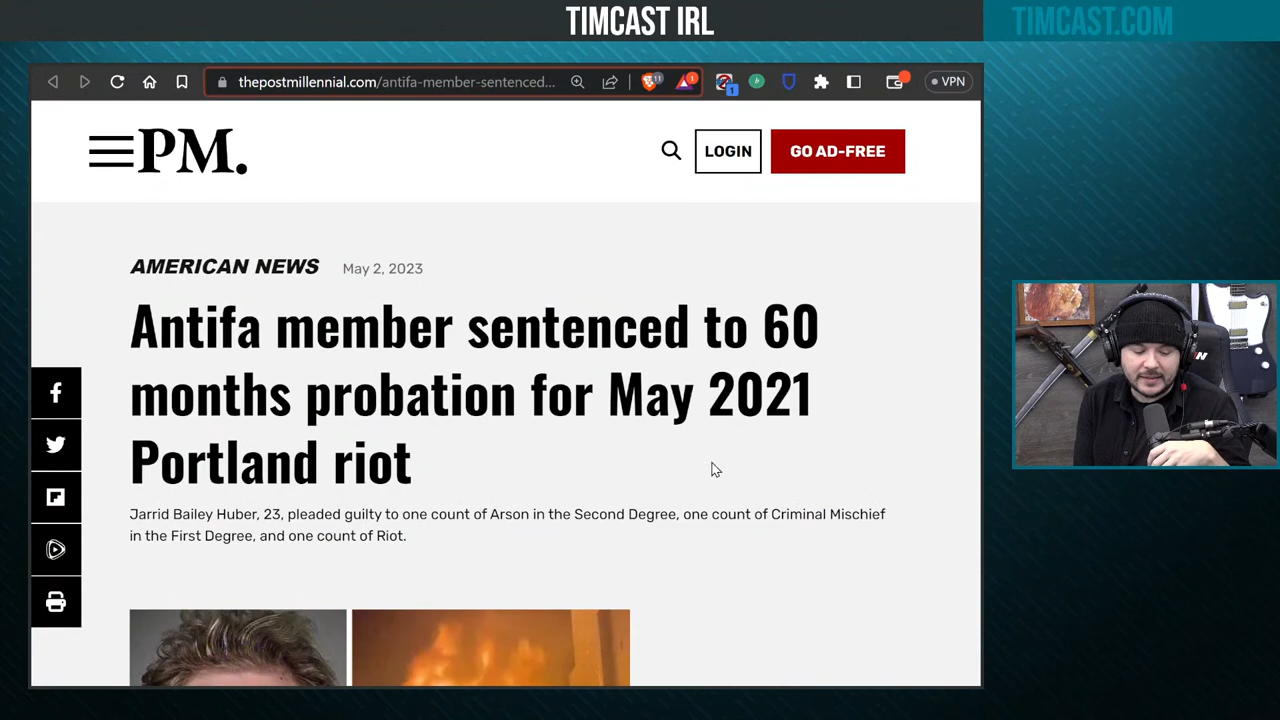 TIMCAST IRL
TIMCAST.COM
thepostmillennial.com/antifa-member-sentenced...
11
1
1
VPN
PM.
LOGIN
GO AD-FREE
AMERICAN NEWS
May 2, 2023
Antifa member sentenced to 60
months probation for May 2021
Portland riot
Jarrid Bailey Huber, 23, pleaded guilty to one count of Arson in the Second Degree, one count of Criminal Mischief
in the First Degree, and one count of Riot.